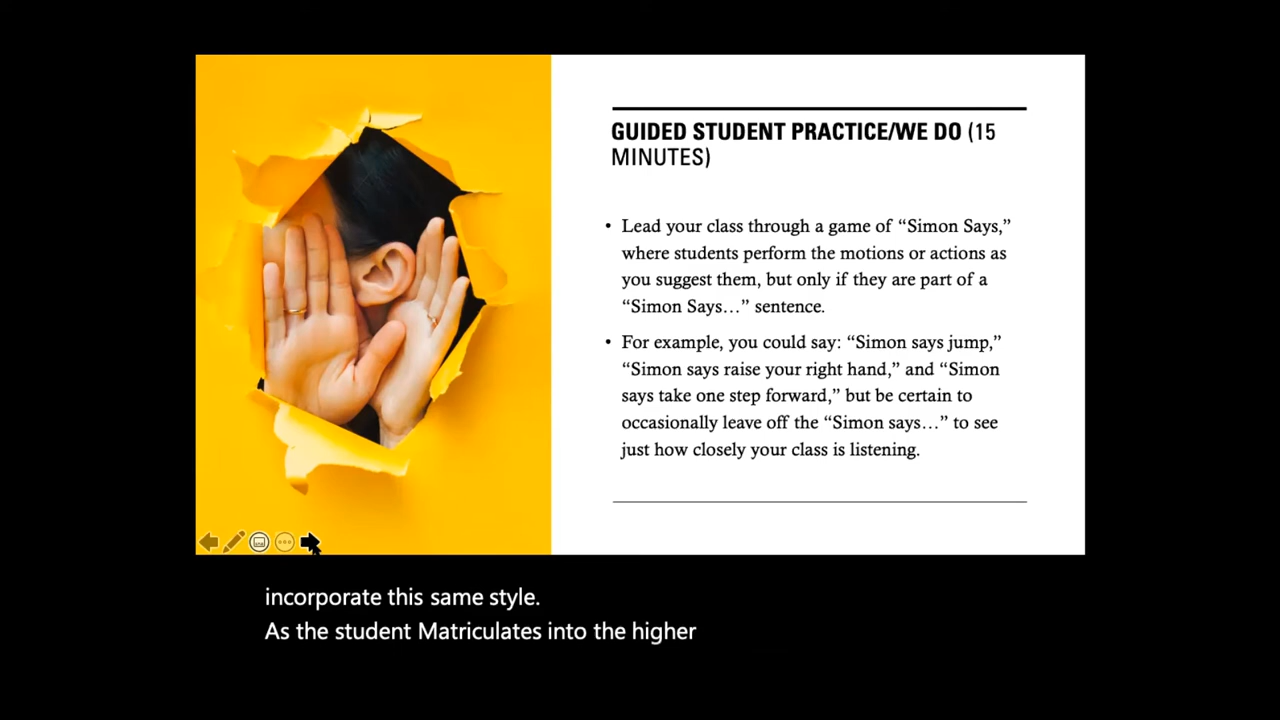 GUIDED STUDENT PRACTICE/WE DO (15
MINUTES)
• Lead your class through a game of “Simon Says,”
where students perform the motions or actions as
you suggest them, but only if they are part of a
“Simon Says…” sentence.
• For example, you could say: “Simon says jump,”
“Simon says raise your right hand,” and “Simon
says take one step forward,” but be certain to
occasionally leave off the “Simon says…” to see
just how closely your class is listening.
incorporate this same style.
As the student Matriculates into the higher